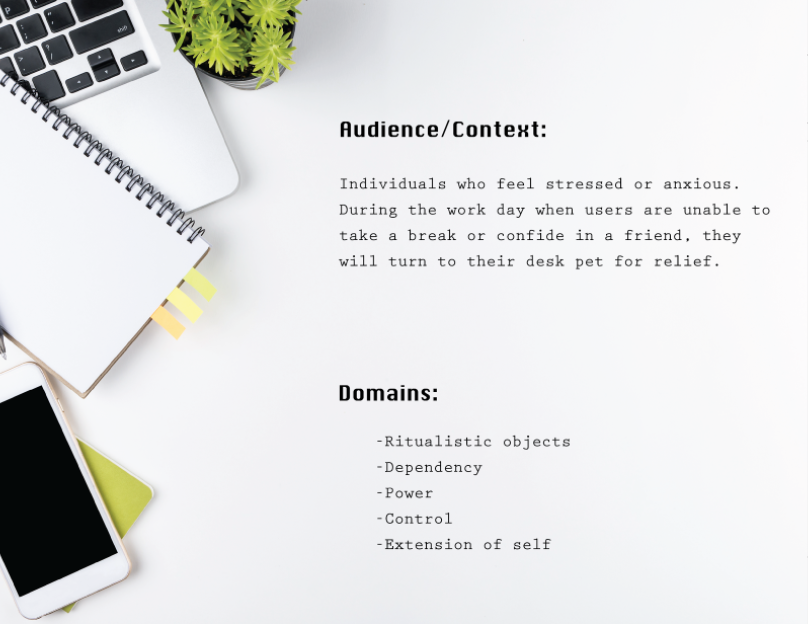 shift
Audience/Context:
Individuals who feel stressed or anxious.
During the work day when users are unable to
take a break or confide in a friend, they
will turn to their desk pet for relief.
Domains:
-Ritualistic objects
-Dependency
-Power
-Control
-Extension of self